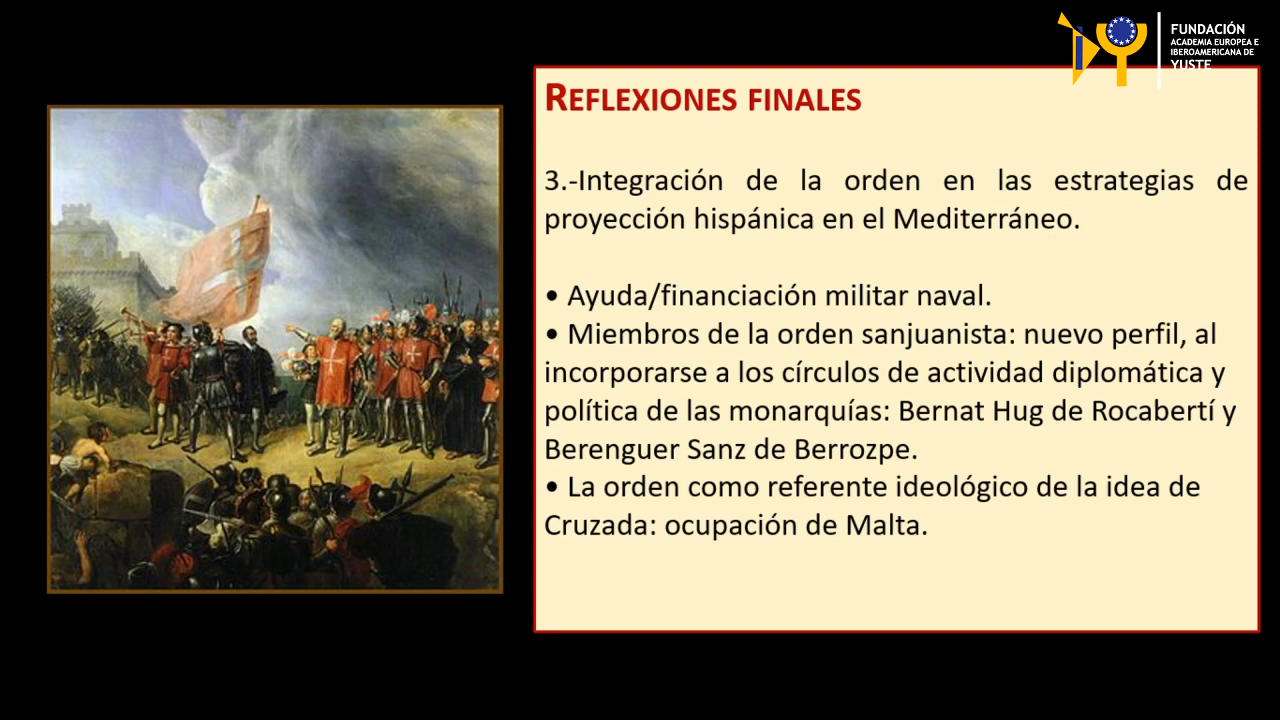 FUNDACIÓN
ACADEMIA EUROPEA E
IBEROAMERICANA DE
YUSTE
REFLEXIONES FINALES
3.-Integración de la orden en las estrategias de
proyección hispánica en el Mediterráneo.
• Ayuda/financiación militar naval.
• Miembros de la orden sanjuanista: nuevo perfil, al
incorporarse a los círculos de actividad diplomática y
política de las monarquías: Bernat Hug de Rocabertí y
Berenguer Sanz de Berrozpe.
• La orden como referente ideológico de la idea de
Cruzada: ocupación de Malta.